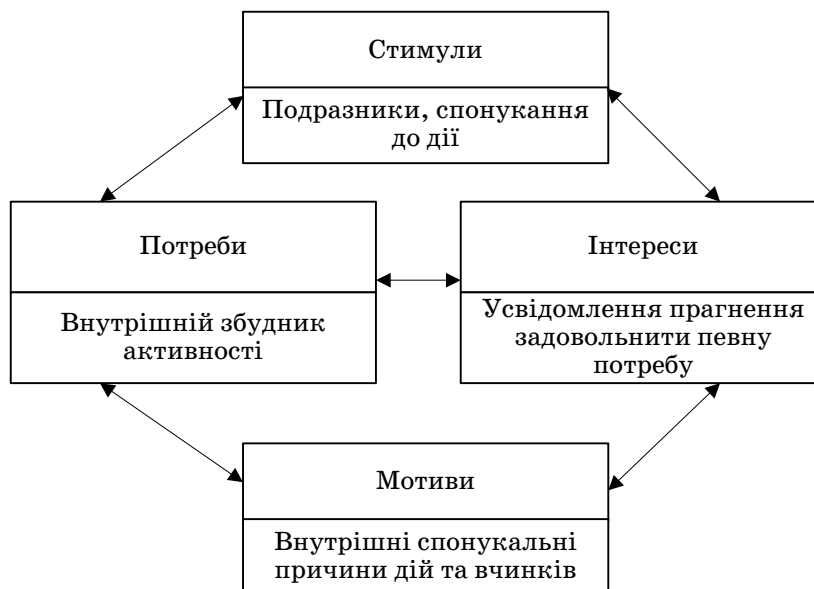 Стимули
Подразники, спонукання
до дії
Потреби
Внутрішній збудник
активності
Інтереси
Усвідомлення прагнення
задовольнити певну
потребу
Мотиви
Внутрішні спонукальні
причини дій та вчинків